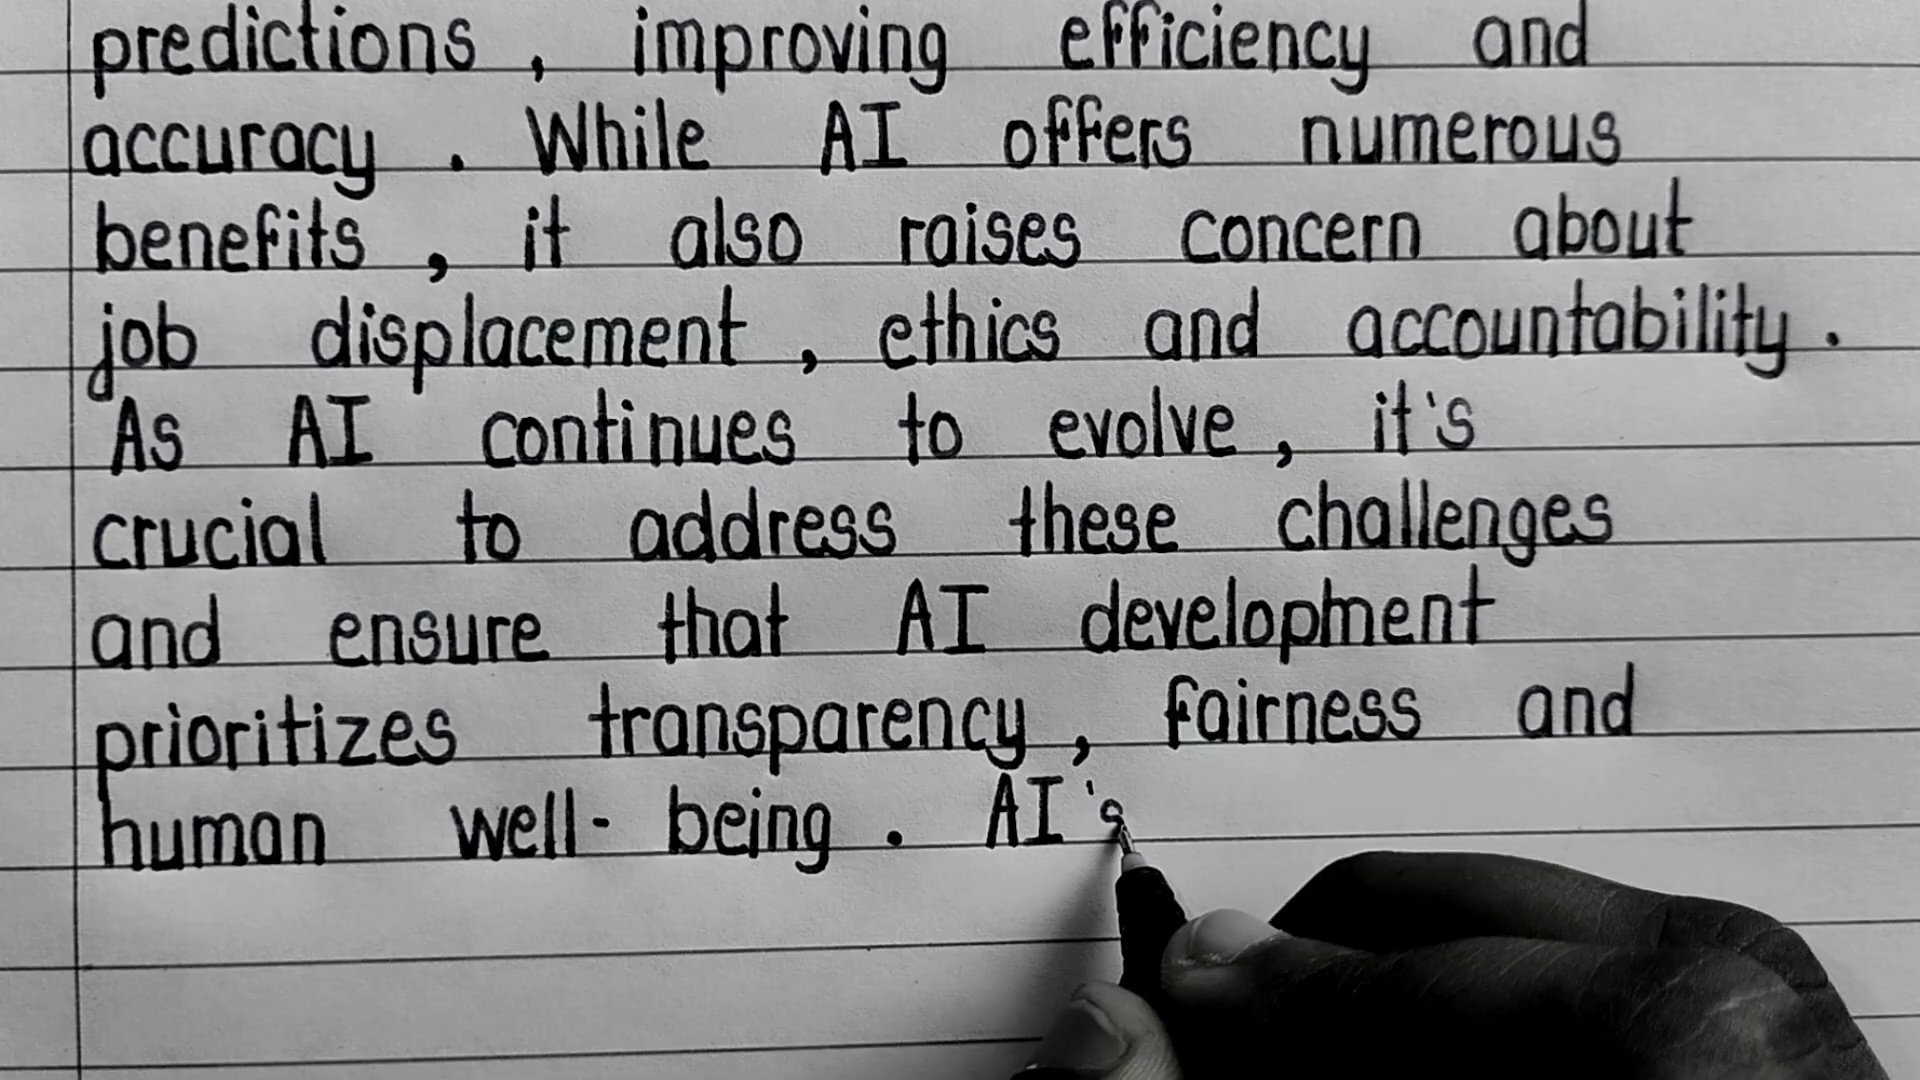 predictions, improving efficiency and
accuracy. While AI offers numerous
benefits, it also raises concern about
job displacement, ethics and accountability.
As AI continues to evolve, it's
crucial to address these challenges
and ensure that AI development
prioritizes transparency, fairness and
human well-being. AI's